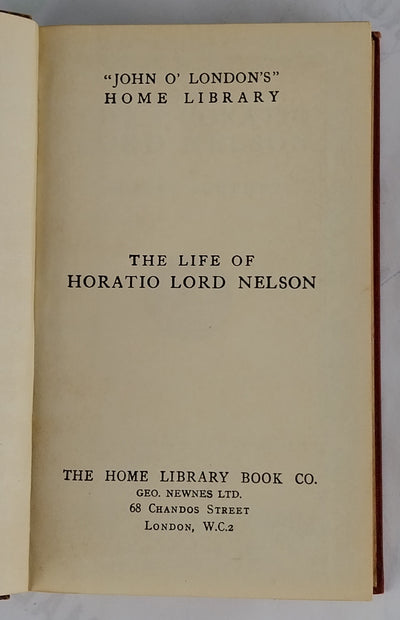 "JOHN O' LONDON'S"
HOME LIBRARY
THE LIFE OF
HORATIO LORD NELSON
THE HOME LIBRARY BOOK CO.
GEO. NEWNES LTD.
68 CHANDOS STREET
LONDON, W.C.2